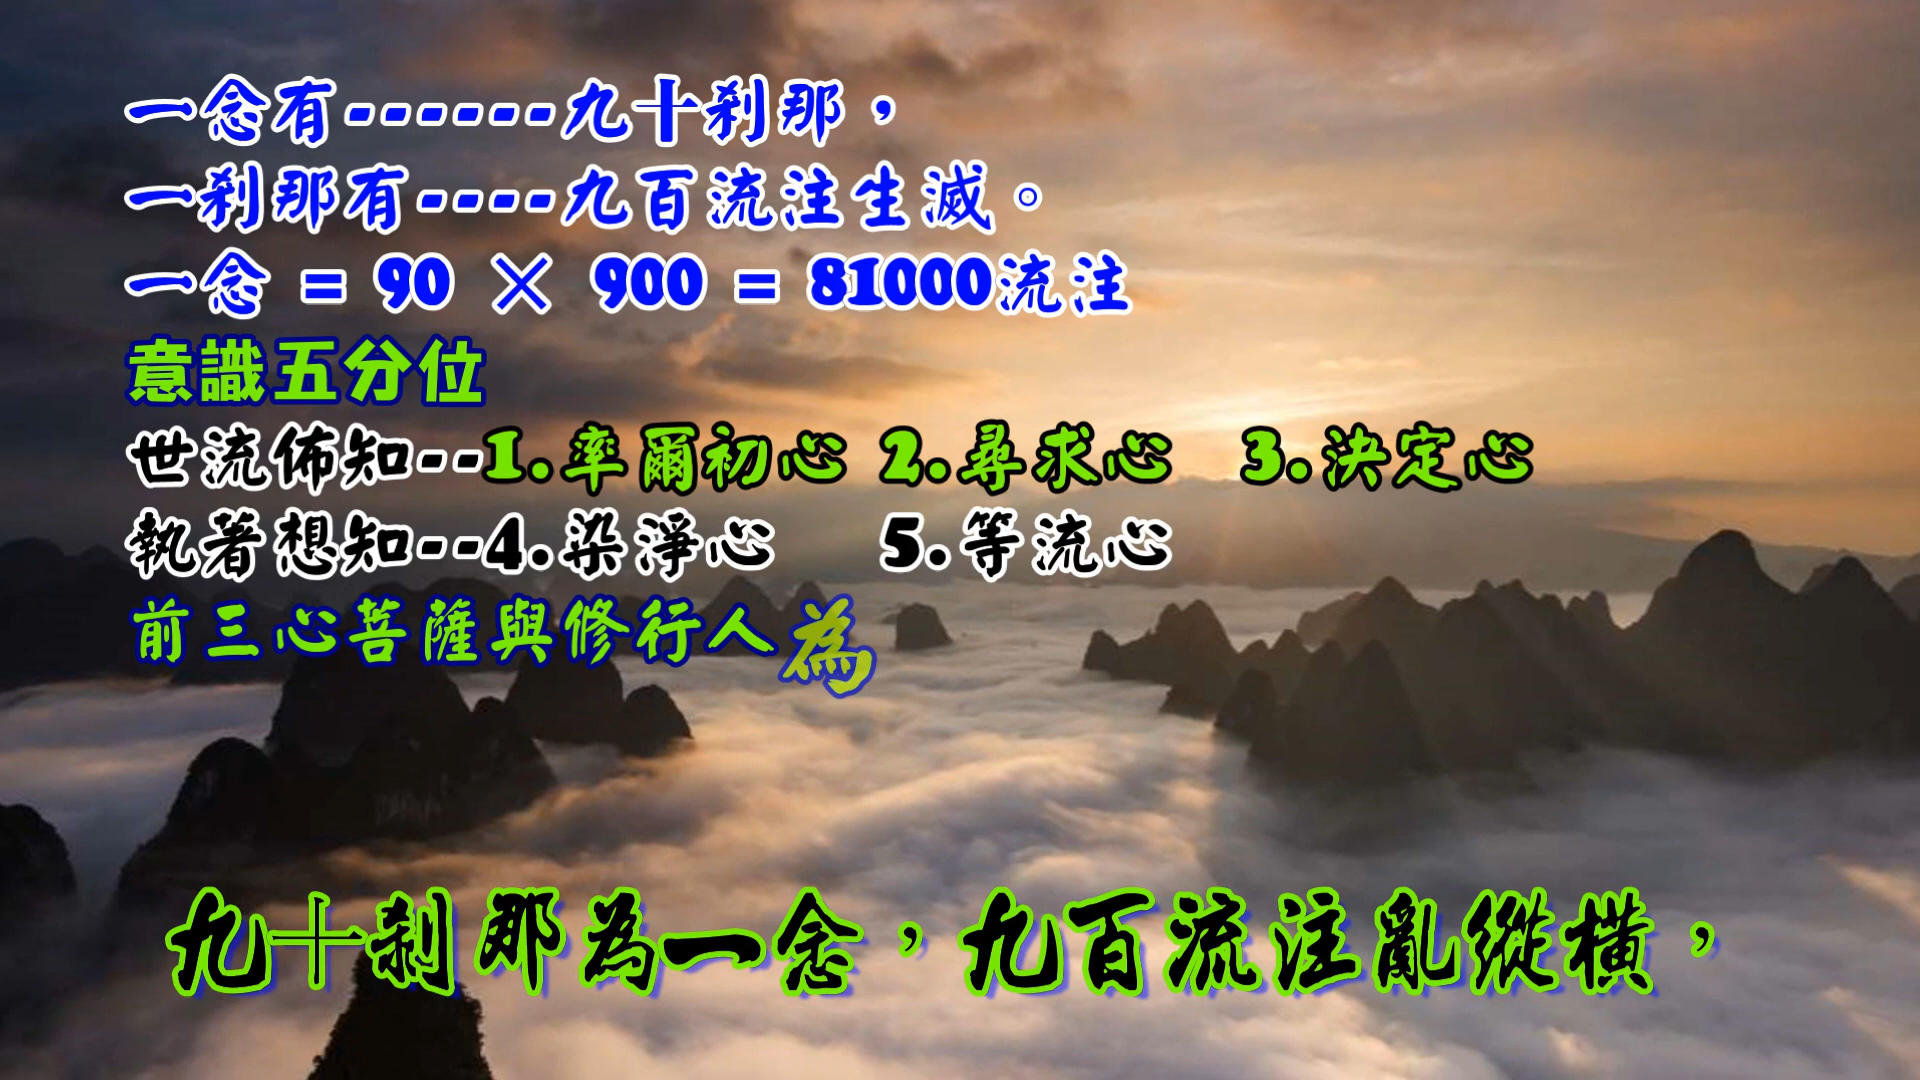 一念有------九十剎那，
一剎那有----九百流注生滅。
一念 = 90 × 900 = 81000流注
意識五分位
世流佈知--1.率爾初心 2.尋求心 3.決定心
執著想知--4.染淨心 5.等流心
前三心菩薩與修行人為
九十剎那為一念，九百流注亂縱橫，